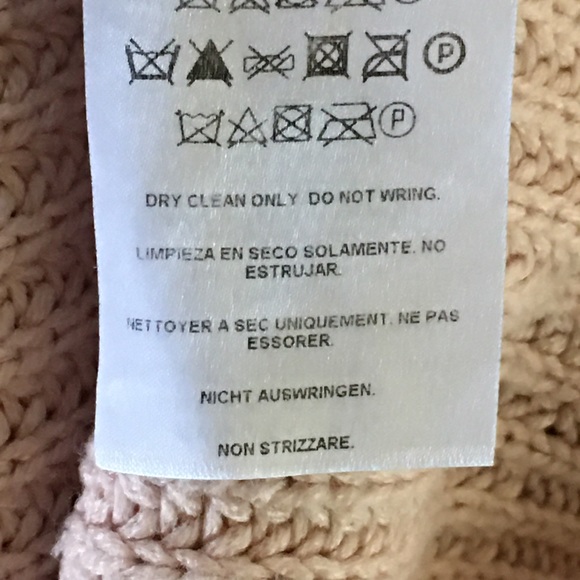 P
P
DRY CLEAN ONLY DO NOT WRING.
LIMPIEZA EN SECO SOLAMENTE. NO
ESTRUJAR.
NETTOYER A SEC UNIQUEMENT. NE PAS
ESSORER.
NICHT AUSWRINGEN.
NON STRIZZARE.